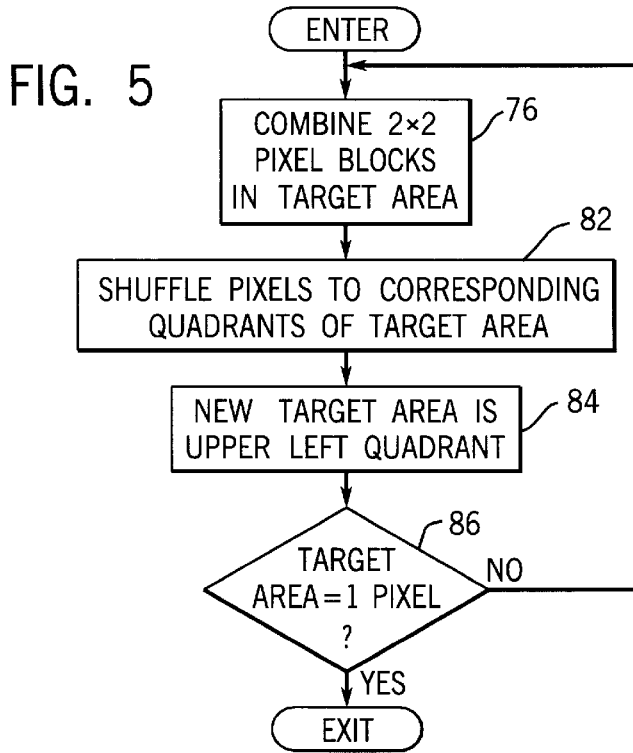 FIG. 5
ENTER
COMBINE 2×2
PIXEL BLOCKS
IN TARGET AREA
76
SHUFFLE PIXELS TO CORRESPONDING
QUADRANTS OF TARGET AREA
82
NEW TARGET AREA IS
UPPER LEFT QUADRANT
84
TARGET
AREA=1 PIXEL
?
86
NO
YES
EXIT